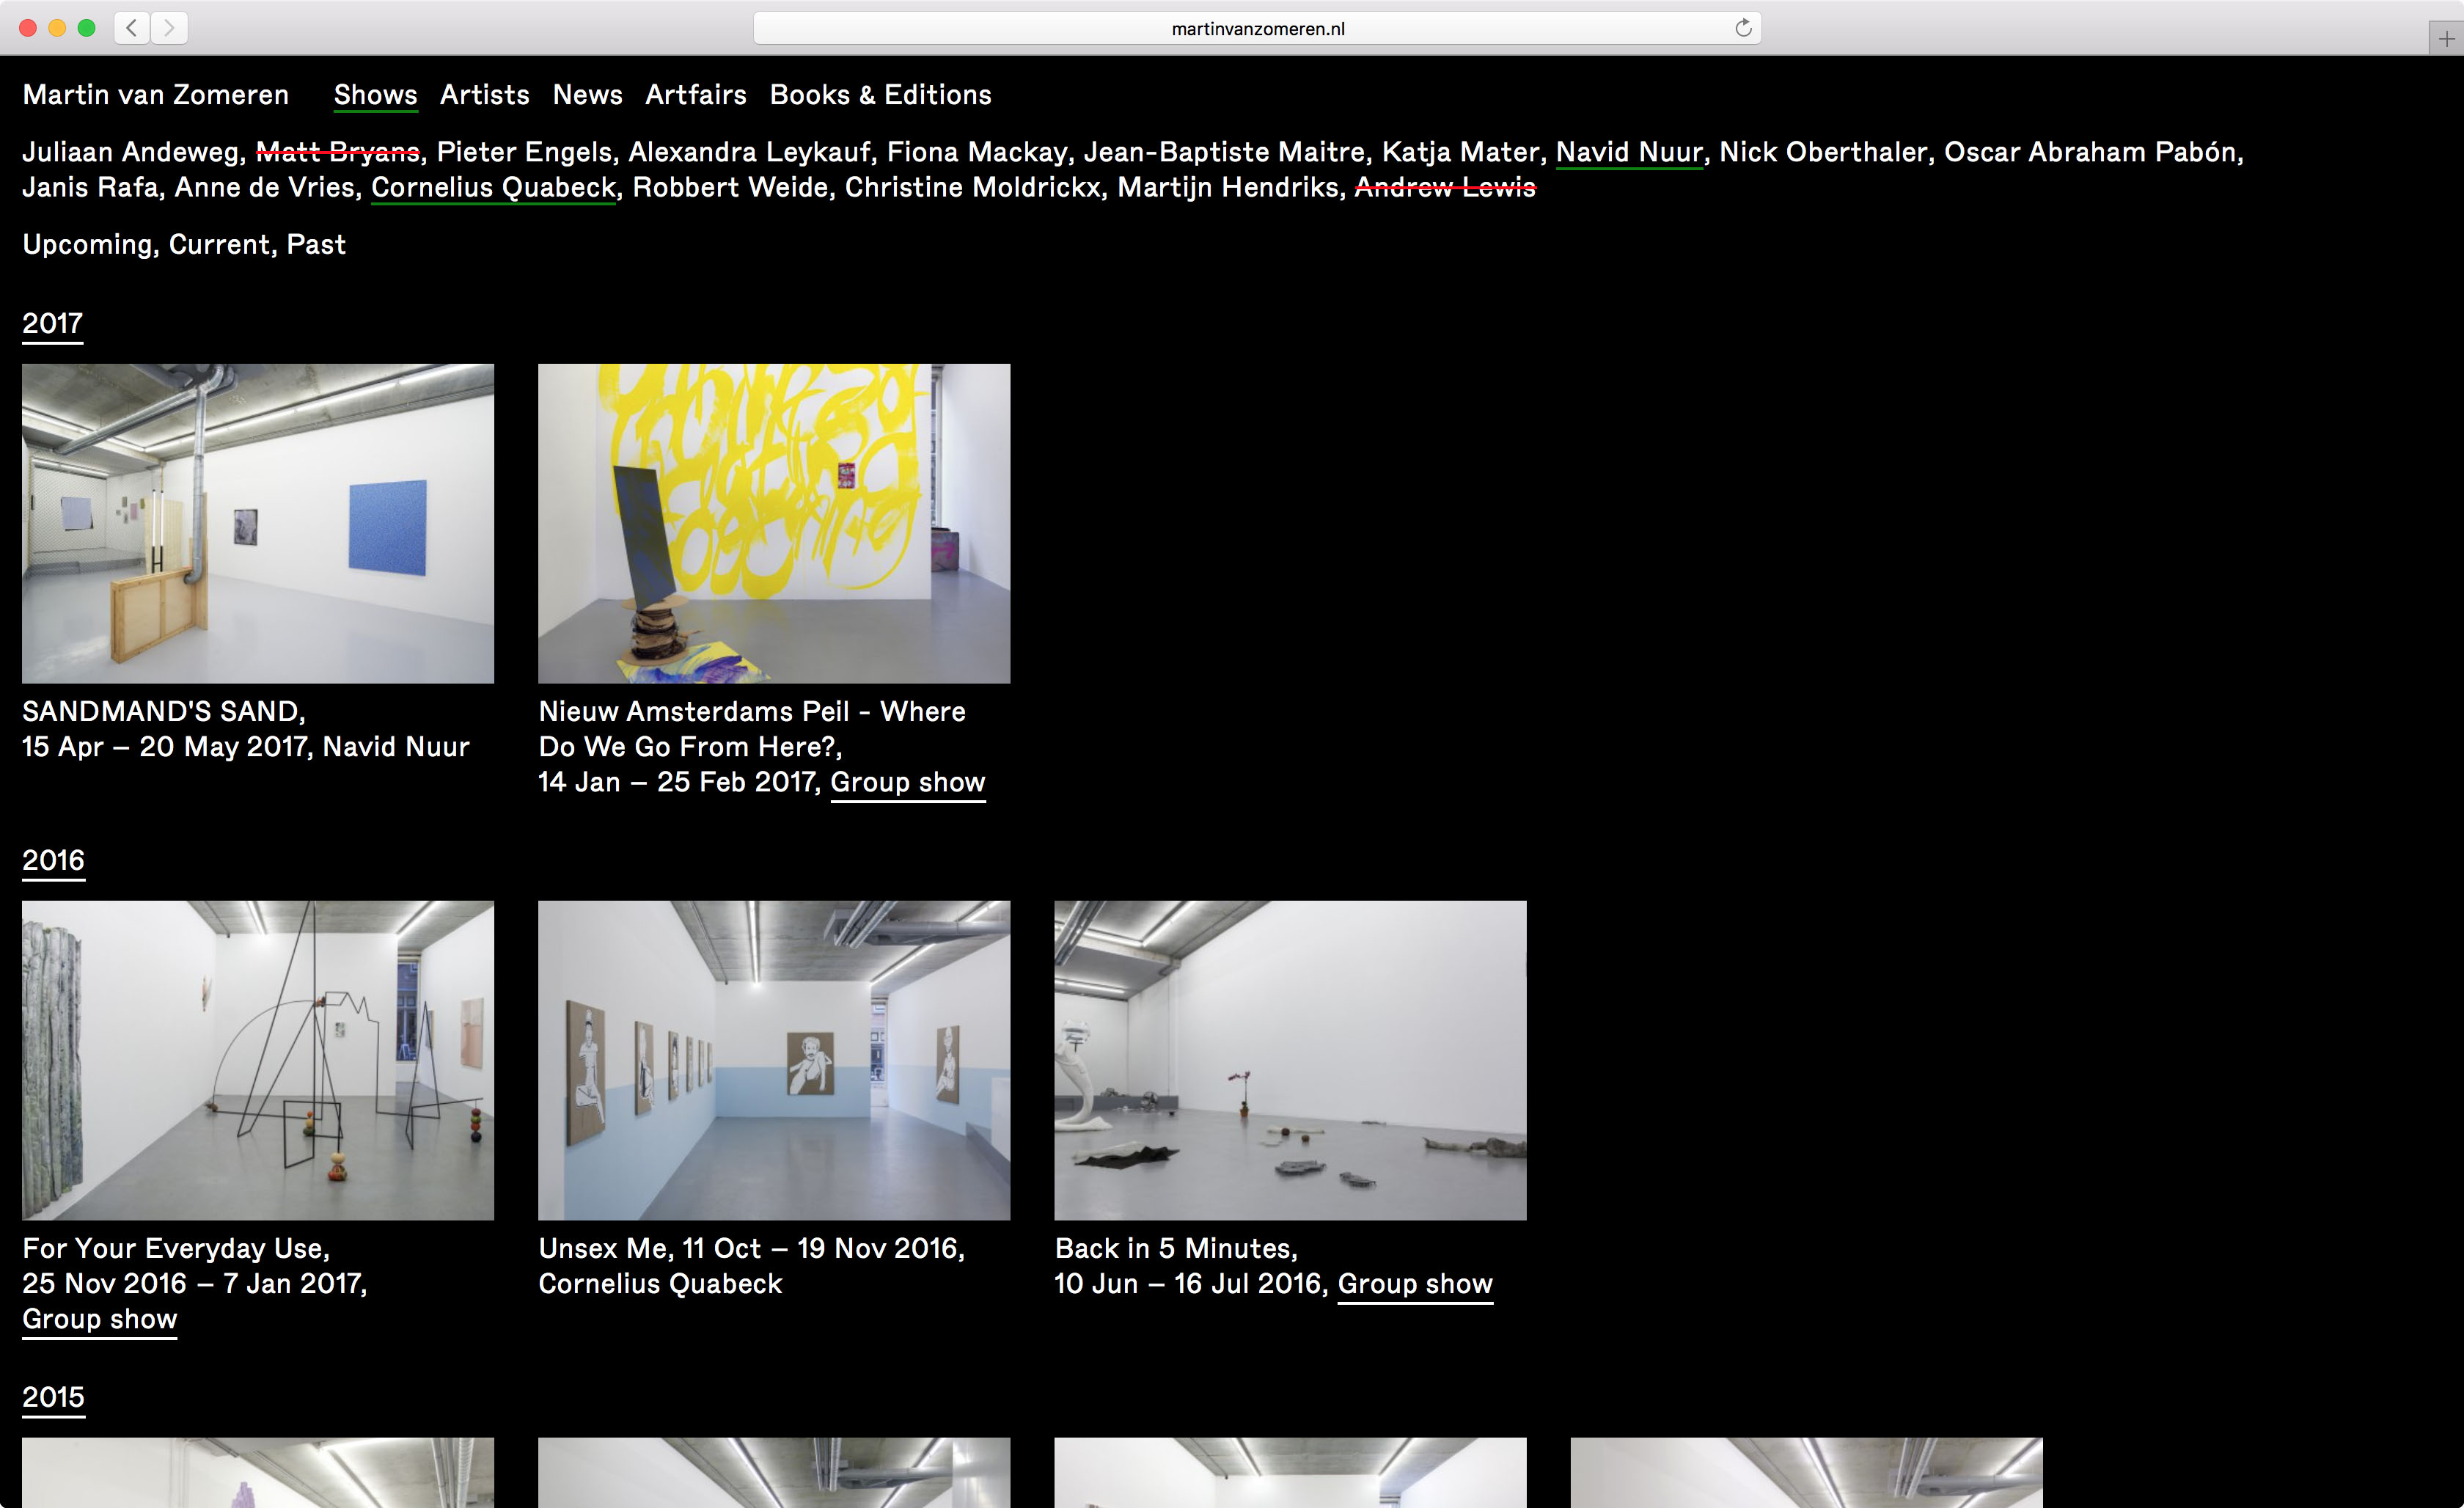 martinvanzomeren.nl
Martin van Zomeren Shows Artists News Artfairs Books & Editions
Juliaan Andeweg, Matt Bryans, Pieter Engels, Alexandra Leykauf, Fiona Mackay, Jean-Baptiste Maitre, Katja Mater, Navid Nuur, Nick Oberthaler, Oscar Abraham Pabón,
Janis Rafa, Anne de Vries, Cornelius Quabeck, Robbert Weide, Christine Moldrickx, Martijn Hendriks, Andrew Lewis
Upcoming, Current, Past
2017
SANDMAND'S SAND,
15 Apr – 20 May 2017, Navid Nuur
Nieuw Amsterdams Peil - Where
Do We Go From Here?,
14 Jan – 25 Feb 2017, Group show
2016
For Your Everyday Use,
25 Nov 2016 – 7 Jan 2017,
Group show
Unsex Me, 11 Oct – 19 Nov 2016,
Cornelius Quabeck
Back in 5 Minutes,
10 Jun – 16 Jul 2016, Group show
2015